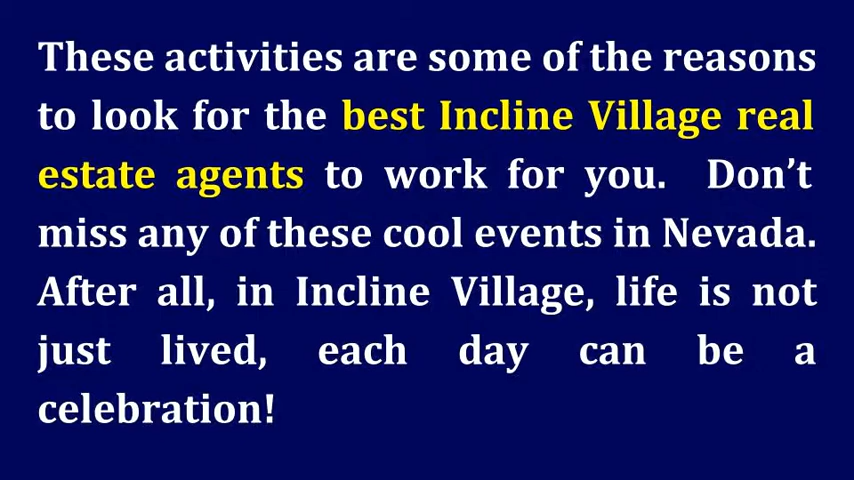 These activities are some of the reasons
to look for the best Incline Village real
estate agents to work for you.  Don’t
miss any of these cool events in Nevada.
After all, in Incline Village, life is not
just lived, each day can be a
celebration!